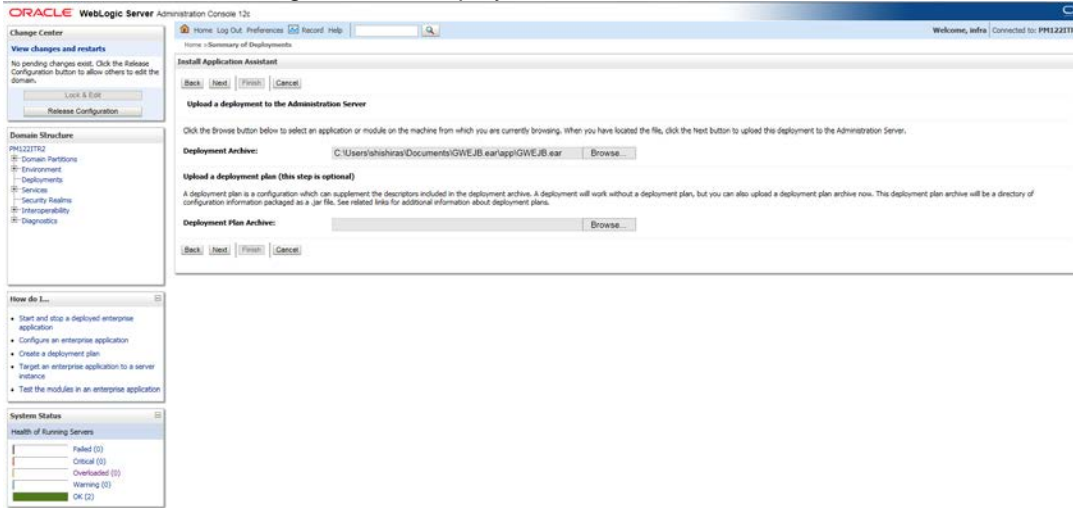 ORACLE WebLogic Server Administration Console 12c
Change Center
View changes and restarts
No pending changes exist. Click the Release
Configuration button to allow others to edit the
domain.
Lock & Edit
Release Configuration
Domain Structure
PM122ITR2
Domain Partitions
Environment
Deployments
Services
Security Realms
Interoperability
Diagnostics
How do I...
Start and stop a deployed enterprise
application
Configure an enterprise application
Create a deployment plan
Target an enterprise application to a server
instance
Test the modules in an enterprise application
System Status
Health of Running Servers
Failed (0)
Critical (0)
Overloaded (0)
Warning (0)
OK (2)
Home Log Out Preferences Record Help
Welcome, infra Connected to: PM122IT
Home >Summary of Deployments
Install Application Assistant
Back Next Finish Cancel
Upload a deployment to the Administration Server
Click the Browse button below to select an application or module on the machine from which you are currently browsing. When you have located the file, click the Next button to upload this deployment to the Administration Server.
Deployment Archive: C:\Users\shishiras\Documents\GWEJB.ear\app\GWEJB.ear Browse...
Upload a deployment plan (this step is optional)
A deployment plan is a configuration which can supplement the descriptors included in the deployment archive. A deployment will work without a deployment plan, but you can also upload a deployment plan archive now. This deployment plan archive will be a directory of
configuration information packaged as a .jar file. See related links for additional information about deployment plans.
Deployment Plan Archive: Browse...
Back Next Finish Cancel